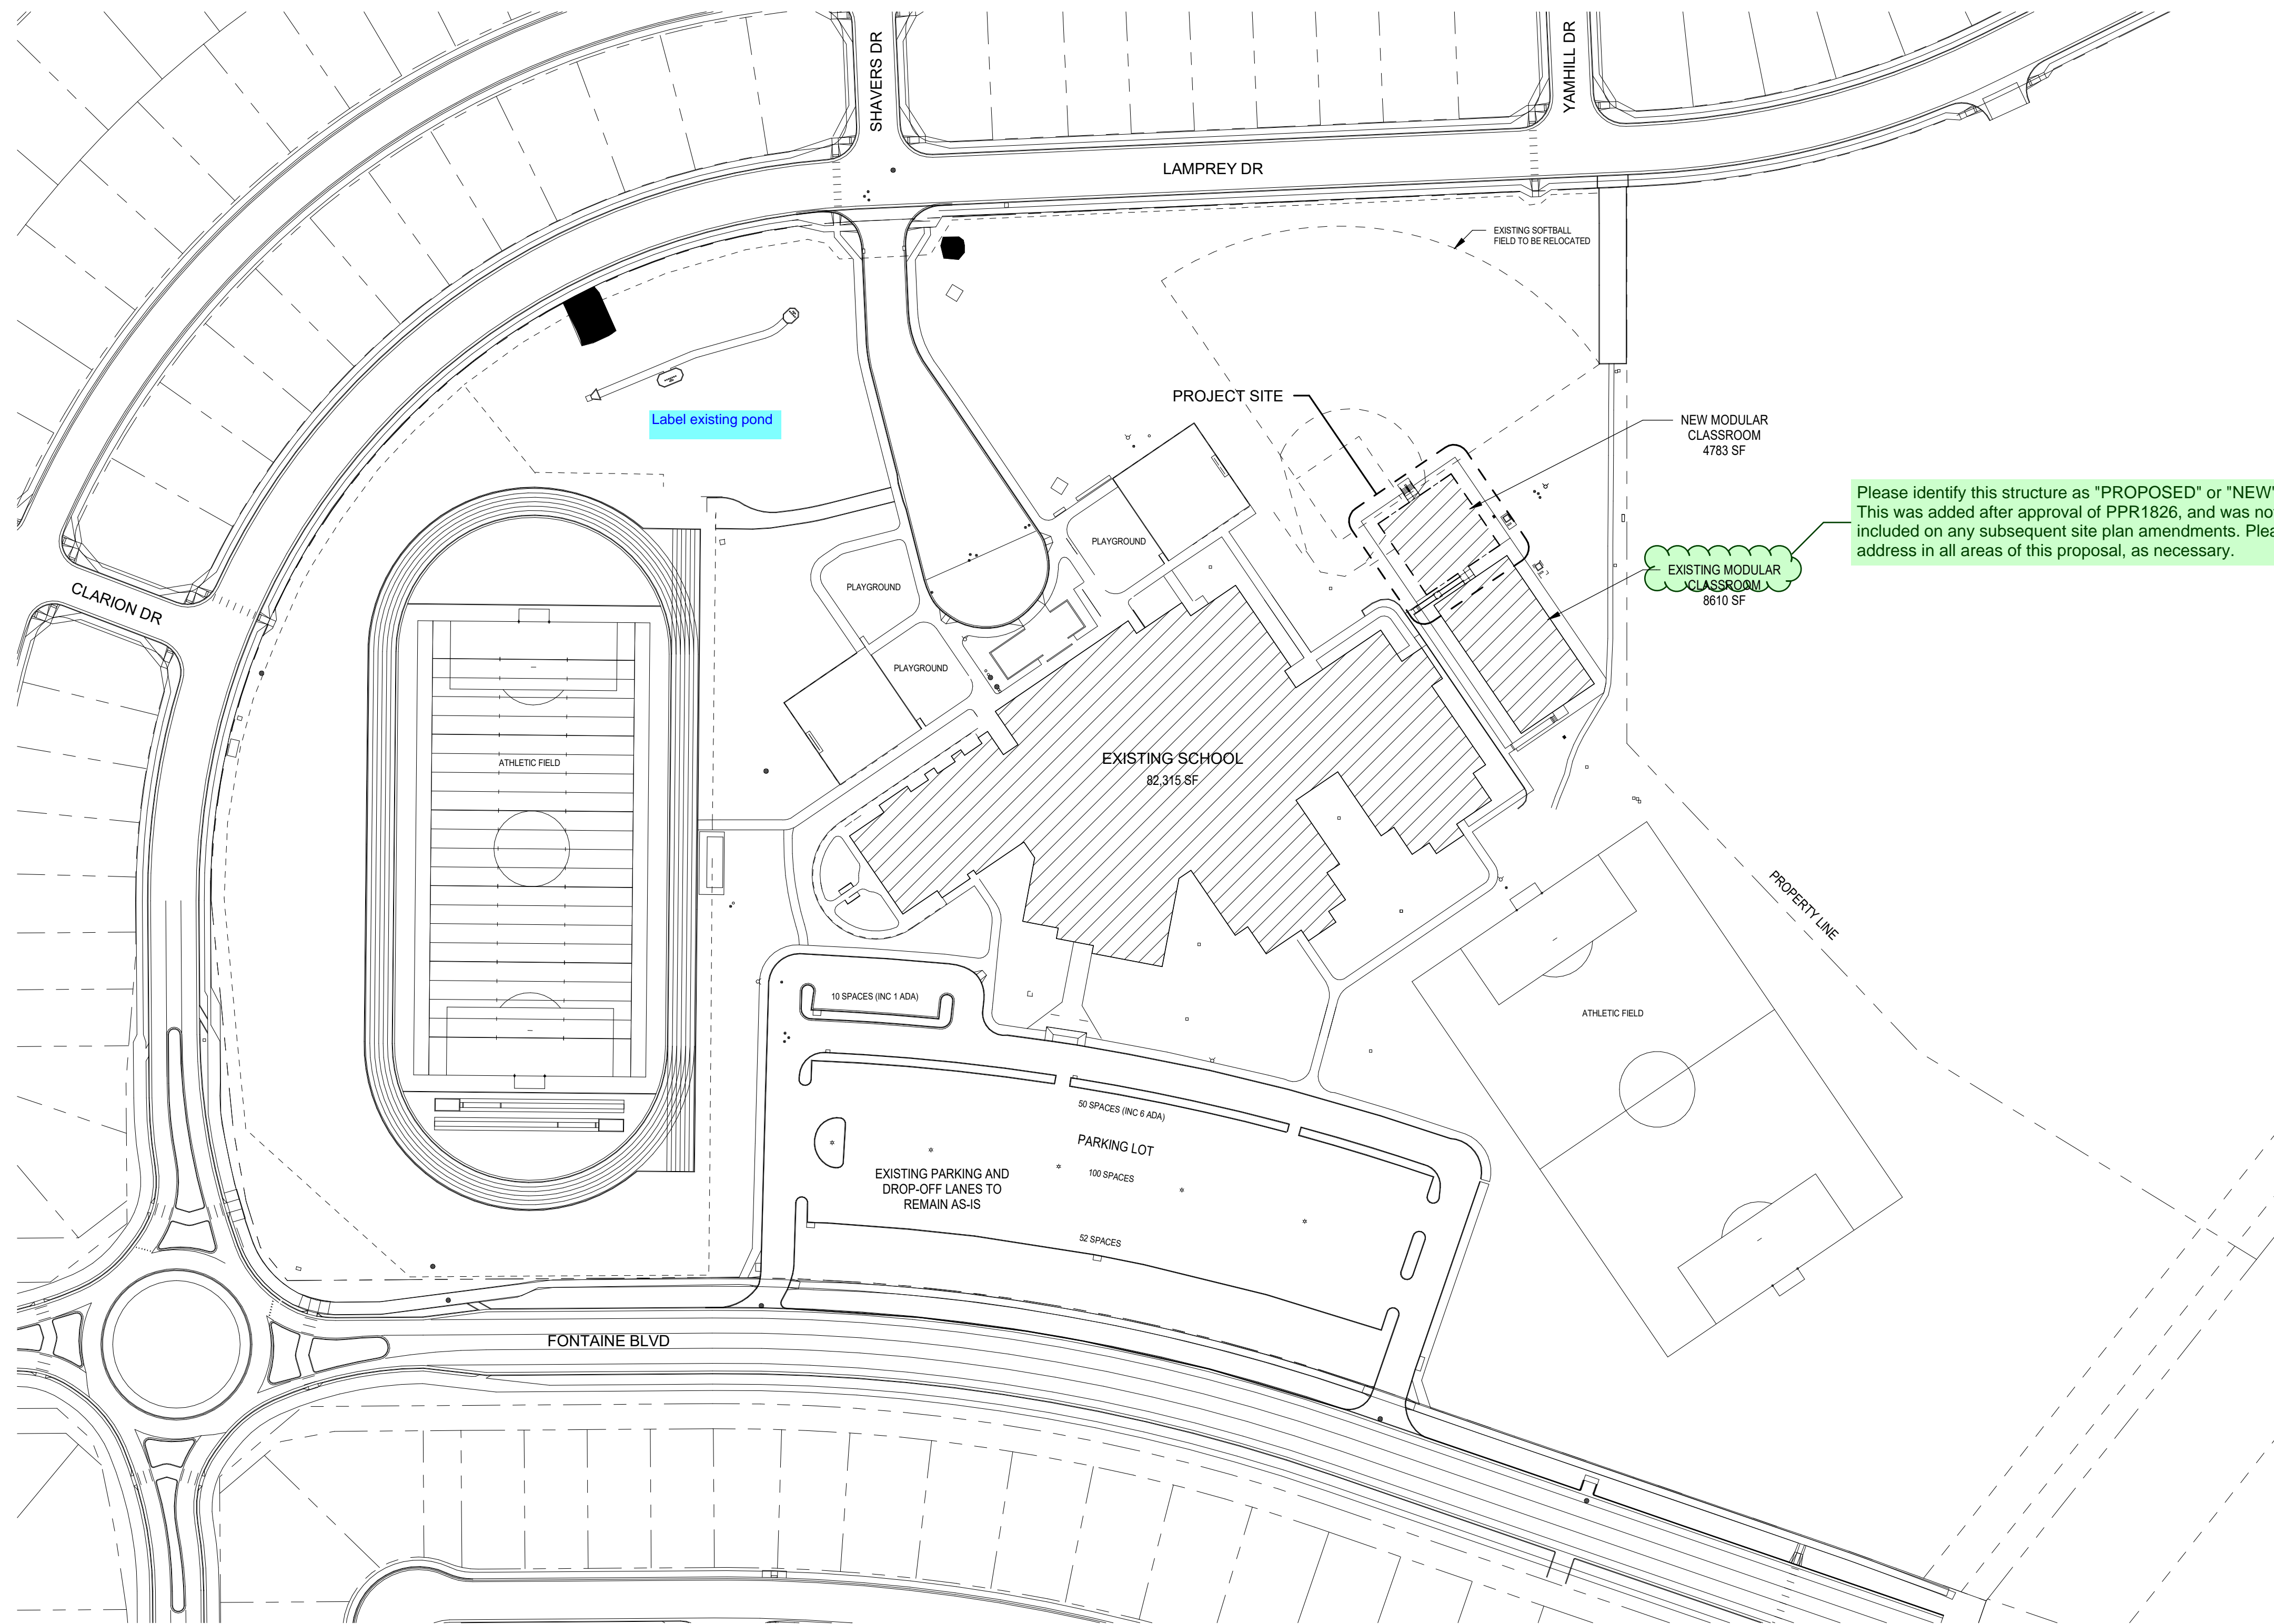 SHAVERS DR
YAMHILL DR
LAMPREY DR
EXISTING SOFTBALL
FIELD TO BE RELOCATED
PROJECT SITE
Label existing pond
NEW MODULAR
CLASSROOM
4783 SF
Please identify this structure as "PROPOSED" or "NEW"
This was added after approval of PPR1826, and was
included on any subsequent site plan amendments.
address in all areas of this proposal, as necessary.
EXISTING MODULAR
CLASSROOM
8610 SF
PLAYGROUND
PLAYGROUND
PLAYGROUND
CLARION DR
ATHLETIC FIELD
EXISTING SCHOOL
82,315 SF
PROPERTY LINE
10 SPACES (INC 1 ADA)
ATHLETIC FIELD
50 SPACES (INC 6 ADA)
PARKING LOT
100 SPACES
EXISTING PARKING AND
DROP-OFF LANES TO
REMAIN AS-IS
52 SPACES
FONTAINE BLVD